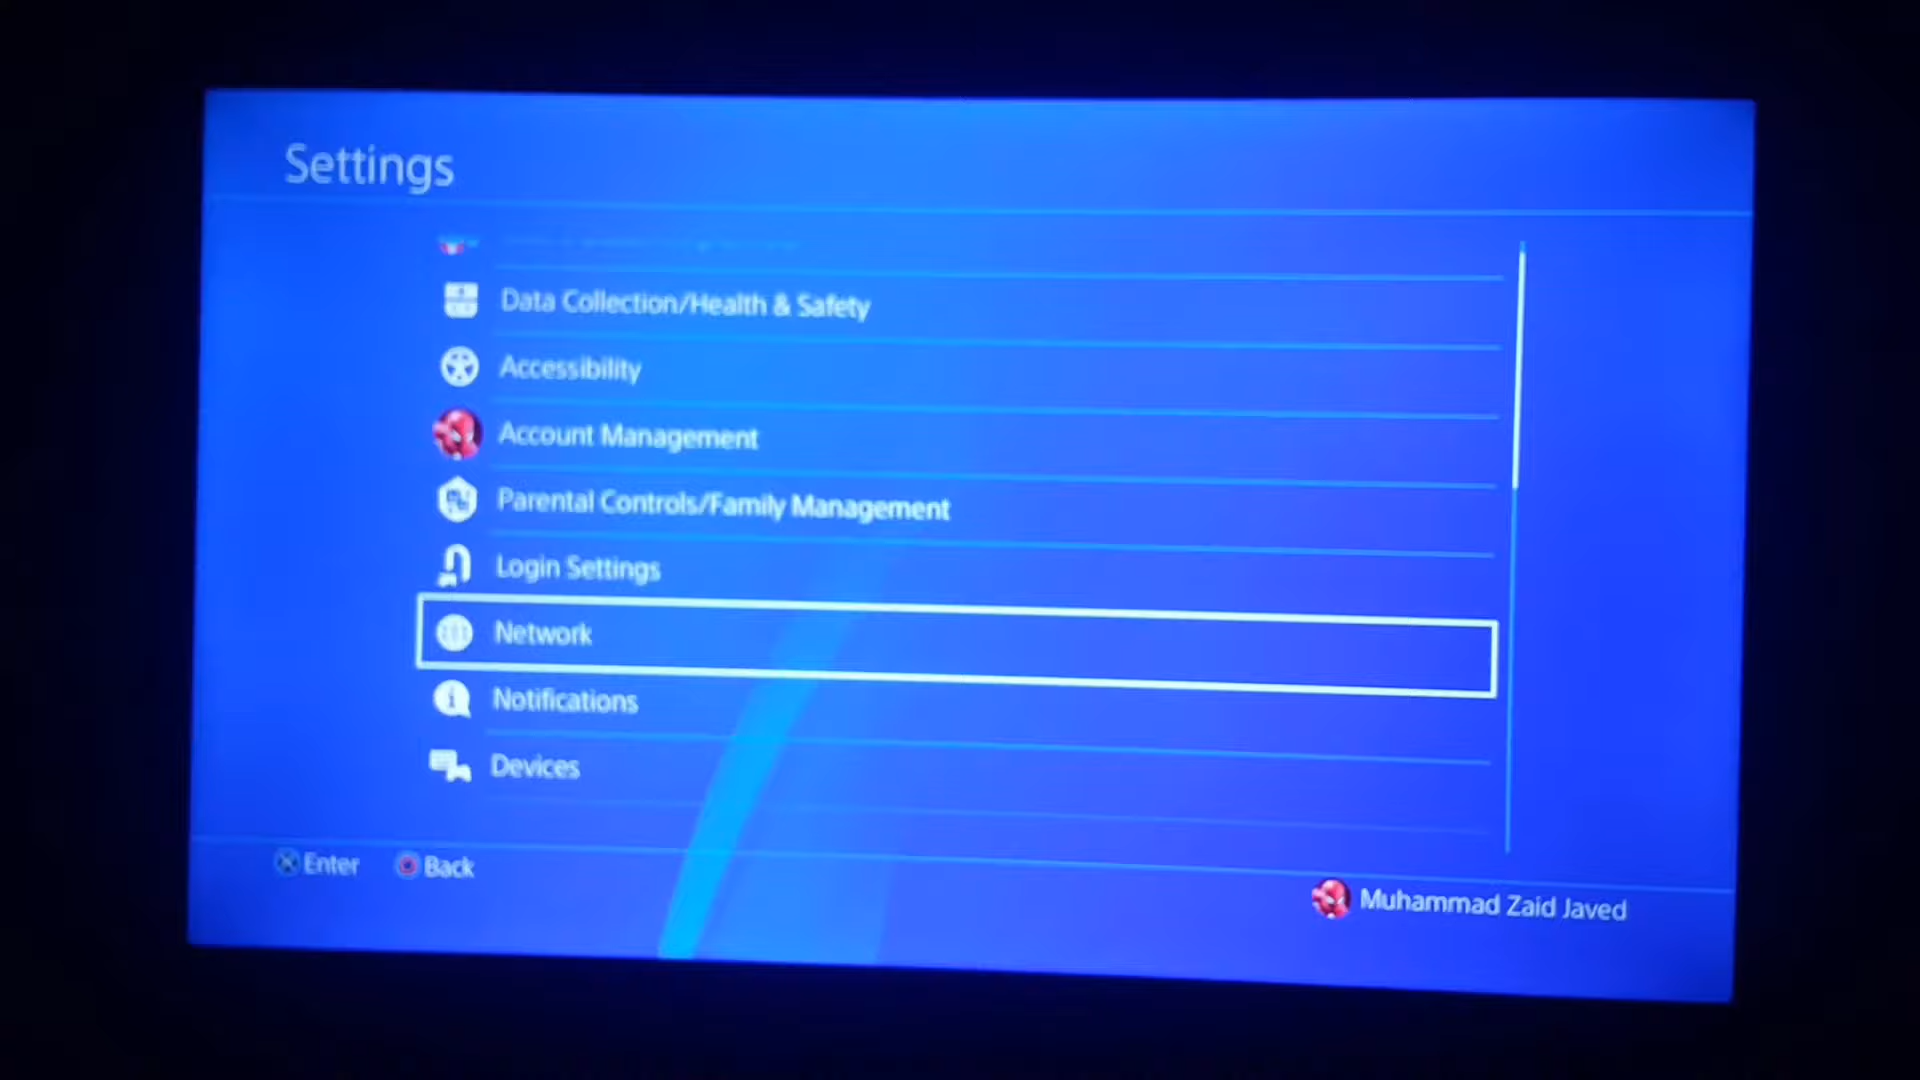 Settings
Data Collection/Health & Safety
Accessibility
Account Management
Parental Controls/Family Management
Login Settings
Network
Notifications
Devices
Enter Back
Muhammad Zaid Javed